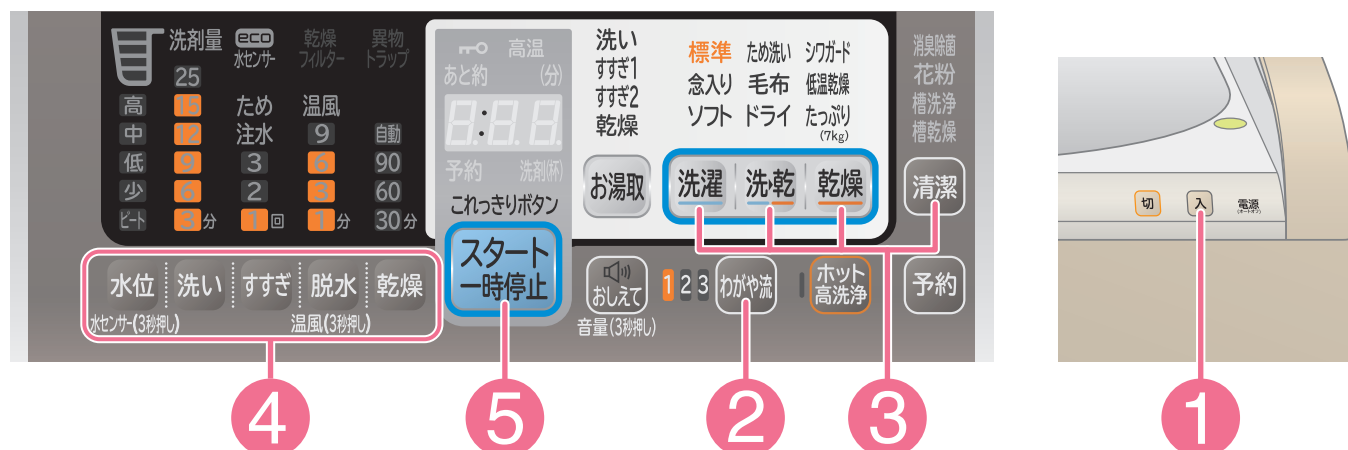 洗剤量
eco
水センサー
乾燥
フィルター
異物
トラップ
25
高 15 ため 温風
中 12 注水 9 自動
低 9 3 6 90
少 6 2 3 60
ビート 3分 1回 1分 30分
高温
あと約 (分)
8:8.8
予約 洗剤(杯)
これっきりボタン
スタート
一時停止
洗い
すすぎ1
すすぎ2
乾燥
標準 ため洗い シワガード
念入り 毛布 低温乾燥
ソフト ドライ たっぷり
(7kg)
消臭除菌
花粉
槽洗浄
槽乾燥
お湯取 洗濯 洗・乾 乾燥 清潔
水位 洗い すすぎ 脱水 乾燥
水センサー(3秒押し) 温風(3秒押し)
おしえて
音量(3秒押し)
1 2 3 わがや流
ホット
高洗浄
予約
切 入 電源
(オートオフ)
4 5 2 3 1